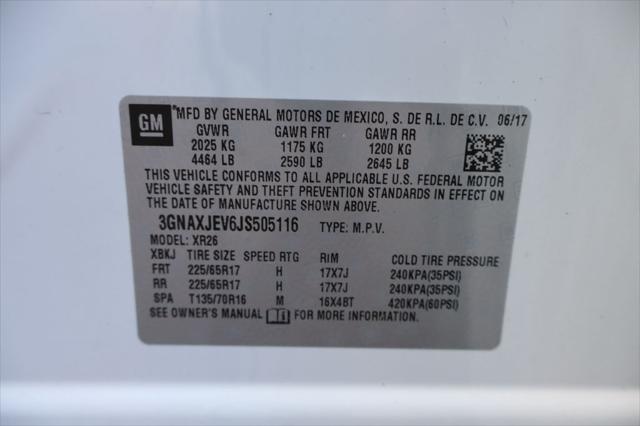 GM *MFD BY GENERAL MOTORS DE MEXICO, S. DE R.L. DE C.V. 06/17
GVWR GAWR FRT GAWR RR
2025 KG 1175 KG 1200 KG
4464 LB 2590 LB 2645 LB
THIS VEHICLE CONFORMS TO ALL APPLICABLE U.S. FEDERAL MOTOR
VEHICLE SAFETY AND THEFT PREVENTION STANDARDS IN EFFECT ON
THE DATE OF MANUFACTURE SHOWN ABOVE.
3GNAXJEV6JS505116 TYPE: M.P.V.
MODEL: XR26
XBKJ TIRE SIZE SPEED RTG RIM COLD TIRE PRESSURE
FRT 225/65R17 H 17X7J 240KPA(35PSI)
RR 225/65R17 H 17X7J 240KPA(35PSI)
SPA T135/70R16 M 16X4BT 420KPA(60PSI)
SEE OWNER'S MANUAL FOR MORE INFORMATION.